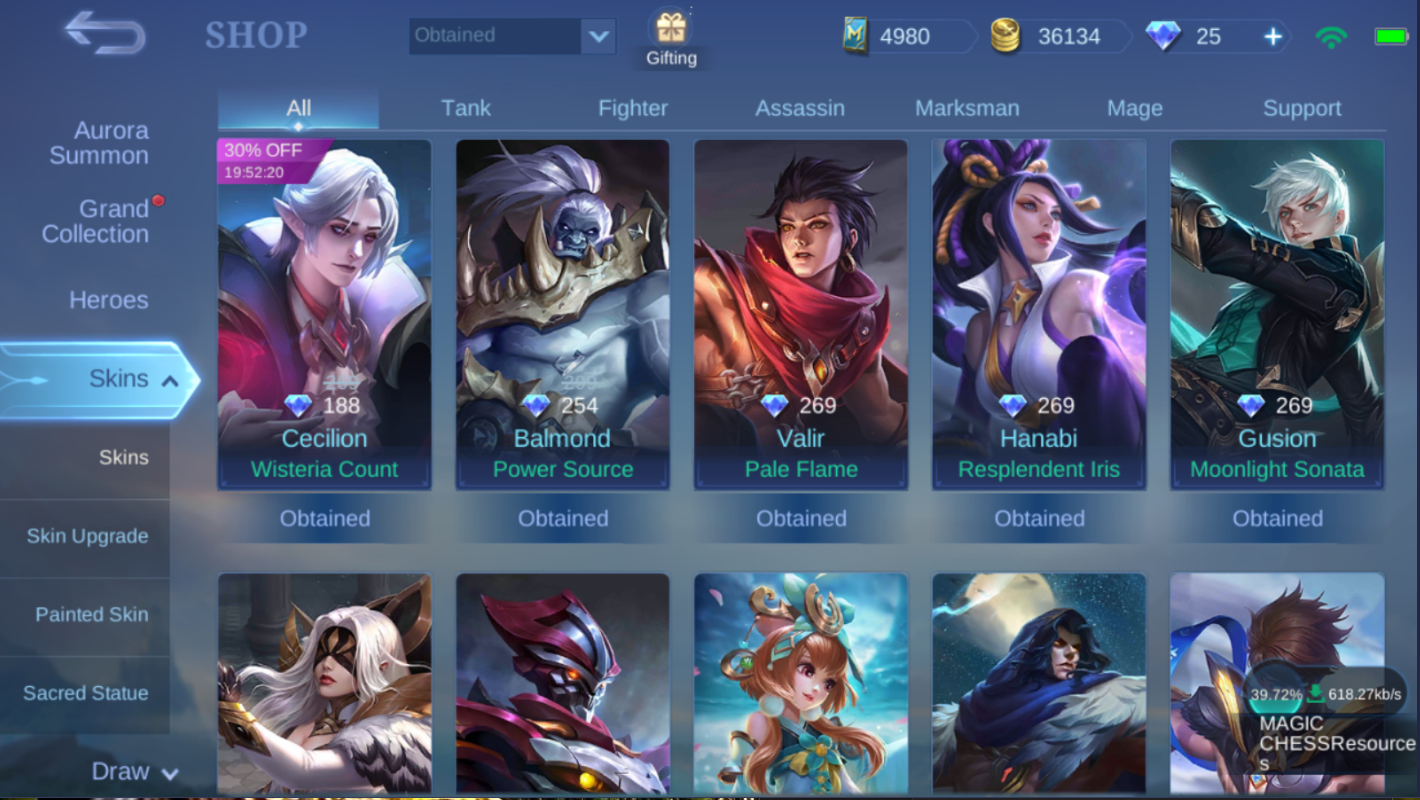 SHOP
Obtained
Gifting
4980
36134
25
Aurora
Summon
Grand
Collection
Heroes
Skins
Skins
Skin Upgrade
Painted Skin
Sacred Statue
Draw
All
Tank
Fighter
Assassin
Marksman
Mage
Support
30% OFF
19:52:20
188
Cecilion
Wisteria Count
Obtained
254
Balmond
Power Source
Obtained
269
Valir
Pale Flame
Obtained
269
Hanabi
Resplendent Iris
Obtained
269
Gusion
Moonlight Sonata
Obtained
39.72% 618.27kb/s
MAGIC
CHESSResource
s